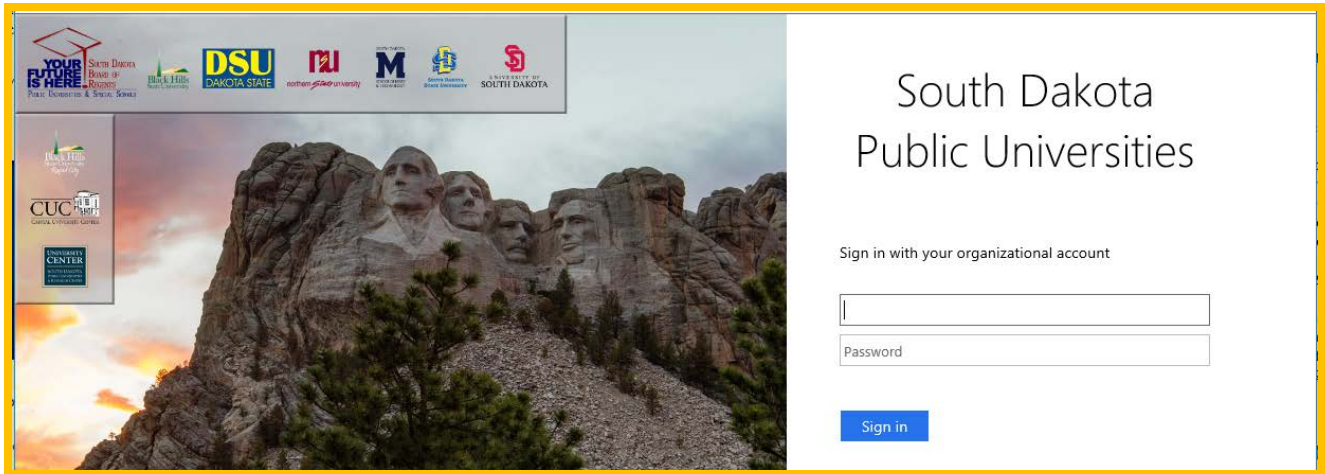 YOUR
FUTURE
IS HERE.
SOUTH DAKOTA
BOARD OF
REGENTS
PUBLIC UNIVERSITIES & SPECIAL SCHOOLS
Black Hills
State University
DSU
DAKOTA STATE
northern state university
SOUTH DAKOTA
M
SOUTH DAKOTA
STATE UNIVERSITY
UNIVERSITY OF
SOUTH DAKOTA
Black Hills
State University
Rapid City
CUC
CAPITAL UNIVERSITY CENTER
UNIVERSITY
CENTER
South Dakota
Public Universities
Sign in with your organizational account
Password
Sign in